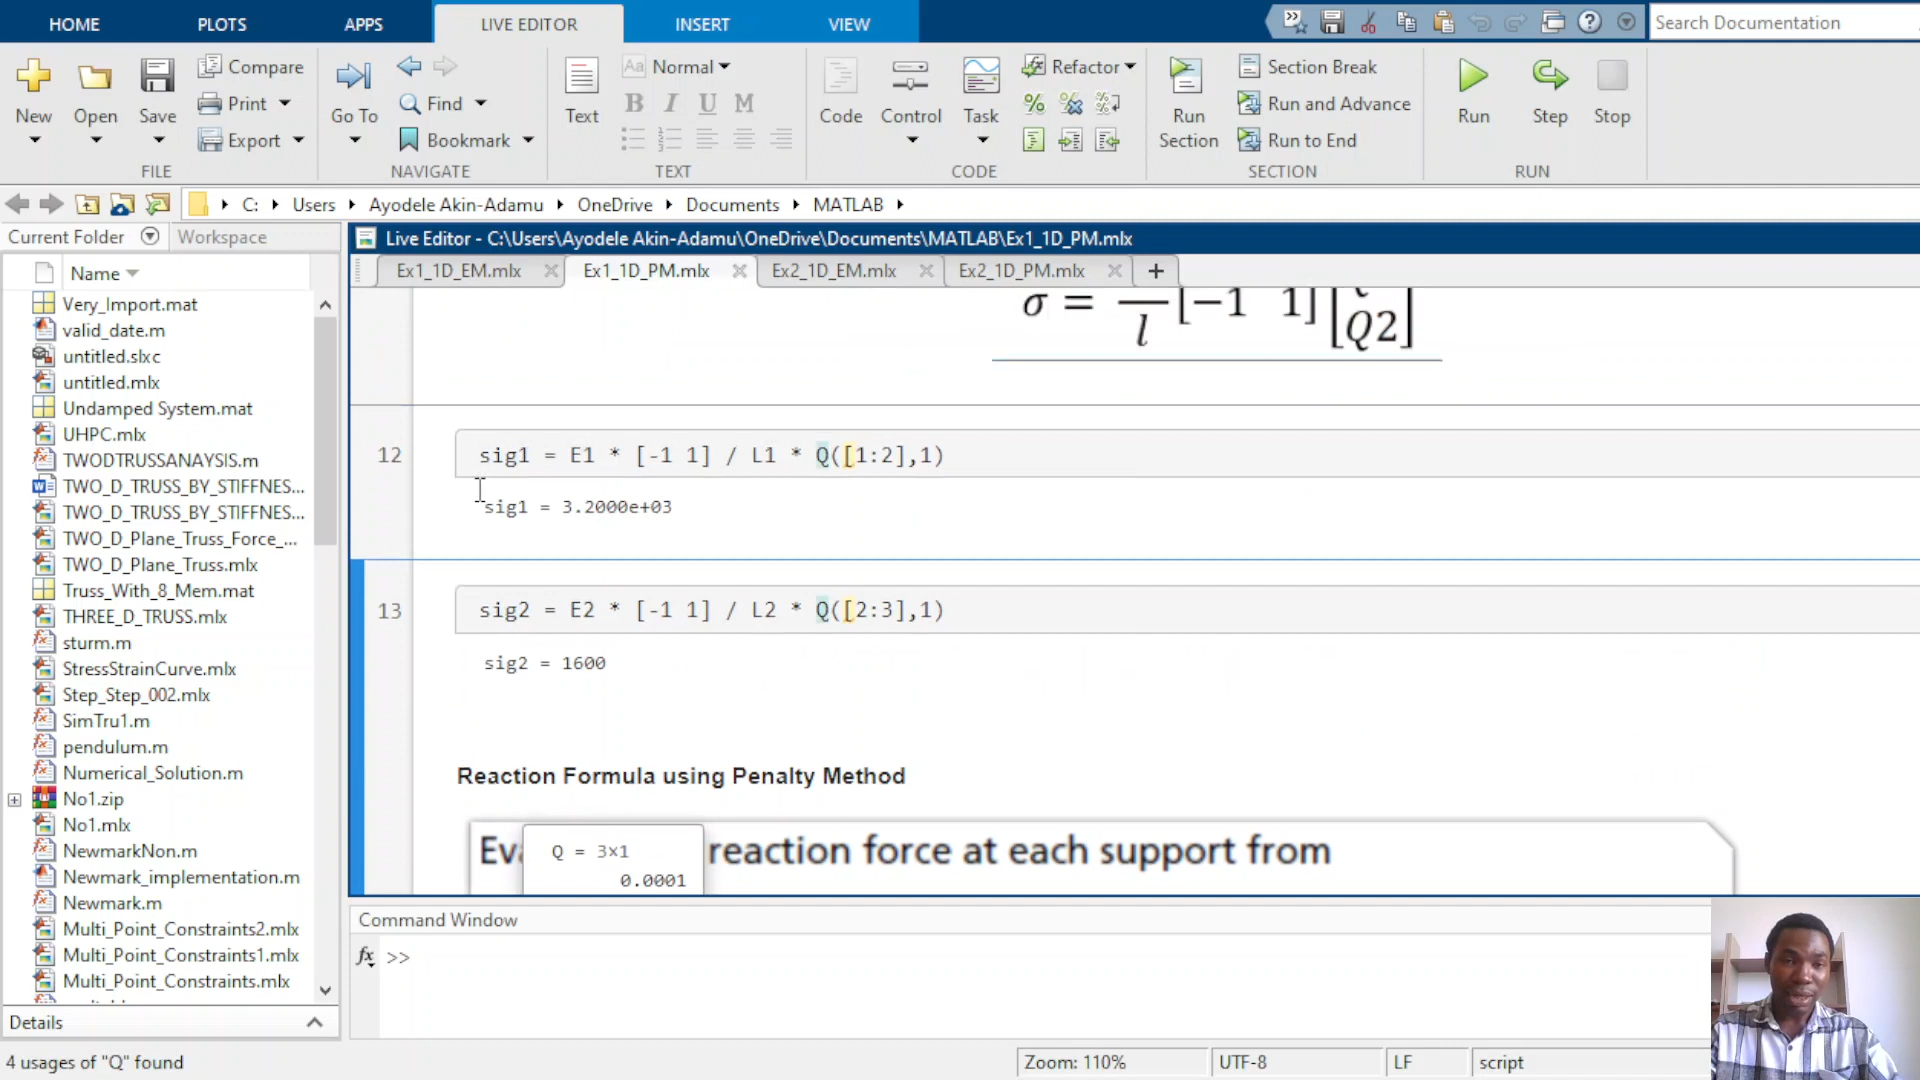 HOME PLOTS APPS LIVE EDITOR INSERT VIEW Search Documentation
New Open Save Compare Print Export FILE
Go To Find Bookmark NAVIGATE
Text Aa Normal B I U M TEXT
Code Control Task Refactor CODE
Run Section Section Break Run and Advance Run to End SECTION
Run Step Stop RUN
C: Users Ayodele Akin-Adamu OneDrive Documents MATLAB
Current Folder Workspace
Name
Very_Import.mat
valid_date.m
untitled.slxc
untitled.mlx
Undamped System.mat
UHPC.mlx
TWODTRUSSANAYSIS.m
TWO_D_TRUSS_BY_STIFFNES...
TWO_D_TRUSS_BY_STIFFNES...
TWO_D_Plane_Truss_Force_...
TWO_D_Plane_Truss.mlx
Truss_With_8_Mem.mat
THREE_D_TRUSS.mlx
sturm.m
StressStrainCurve.mlx
Step_Step_002.mlx
SimTru1.m
pendulum.m
Numerical_Solution.m
No1.zip
No1.mlx
NewmarkNon.m
Newmark_implementation.m
Newmark.m
Multi_Point_Constraints2.mlx
Multi_Point_Constraints1.mlx
Multi_Point_Constraints.mlx
Details
4 usages of "Q" found
Live Editor - C:\Users\Ayodele Akin-Adamu\OneDrive\Documents\MATLAB\Ex1_1D_PM.mlx
Ex1_1D_EM.mlx Ex1_1D_PM.mlx Ex2_1D_EM.mlx Ex2_1D_PM.mlx +
σ = l [−1 1] [Q2]
12 sig1 = E1 * [-1 1] / L1 * Q([1:2],1)
sig1 = 3.2000e+03
13 sig2 = E2 * [-1 1] / L2 * Q([2:3],1)
sig2 = 1600
Reaction Formula using Penalty Method
reaction force at each support from
Q = 3×1
0.0001
Command Window
fx >>
Zoom: 110% UTF-8 LF script